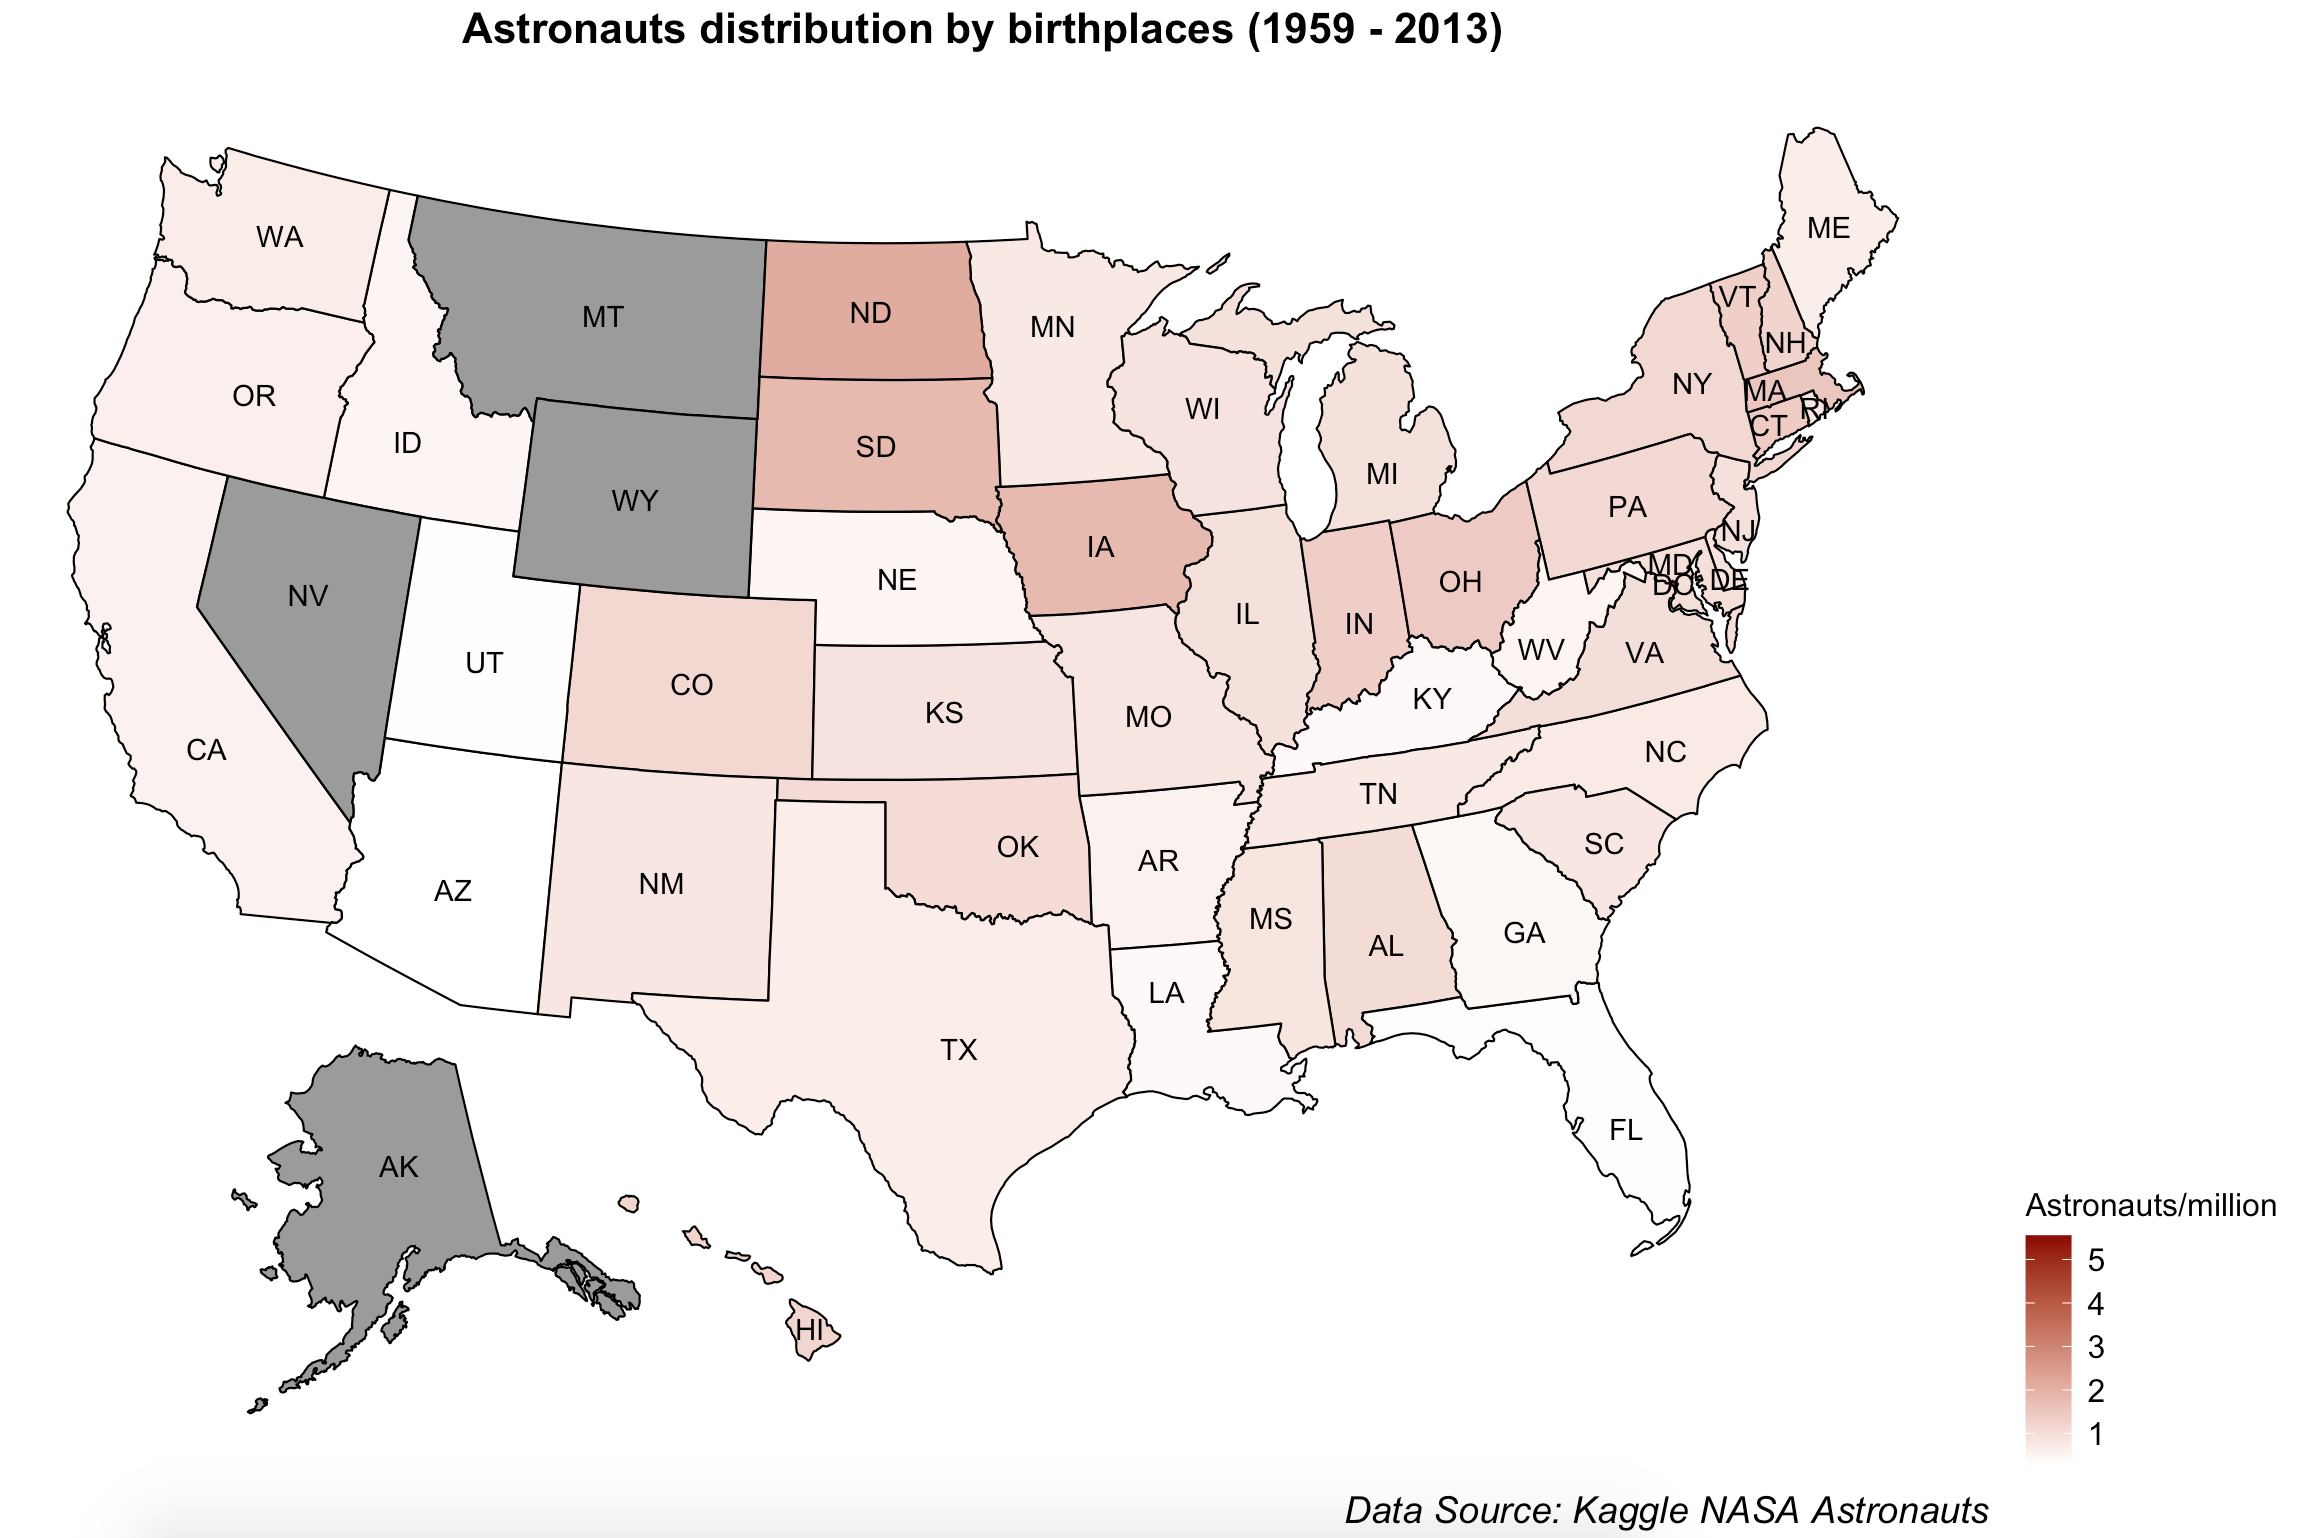 Astronauts distribution by birthplaces (1959 - 2013)
ME
WA
VT
ND
MT
MN
NH
NY
MA
OR
WI
RI
CT
ID
SD
MI
WY
PA
NJ
IA
MD
NE
OH
DE
DC
NV
IL
IN
WV
VA
UT
CO
KY
KS
MO
CA
NC
TN
SC
OK
AR
NM
AZ
MS
GA
AL
LA
TX
FL
AK
HI
Astronauts/million
5
4
3
2
1
Data Source: Kaggle NASA Astronauts